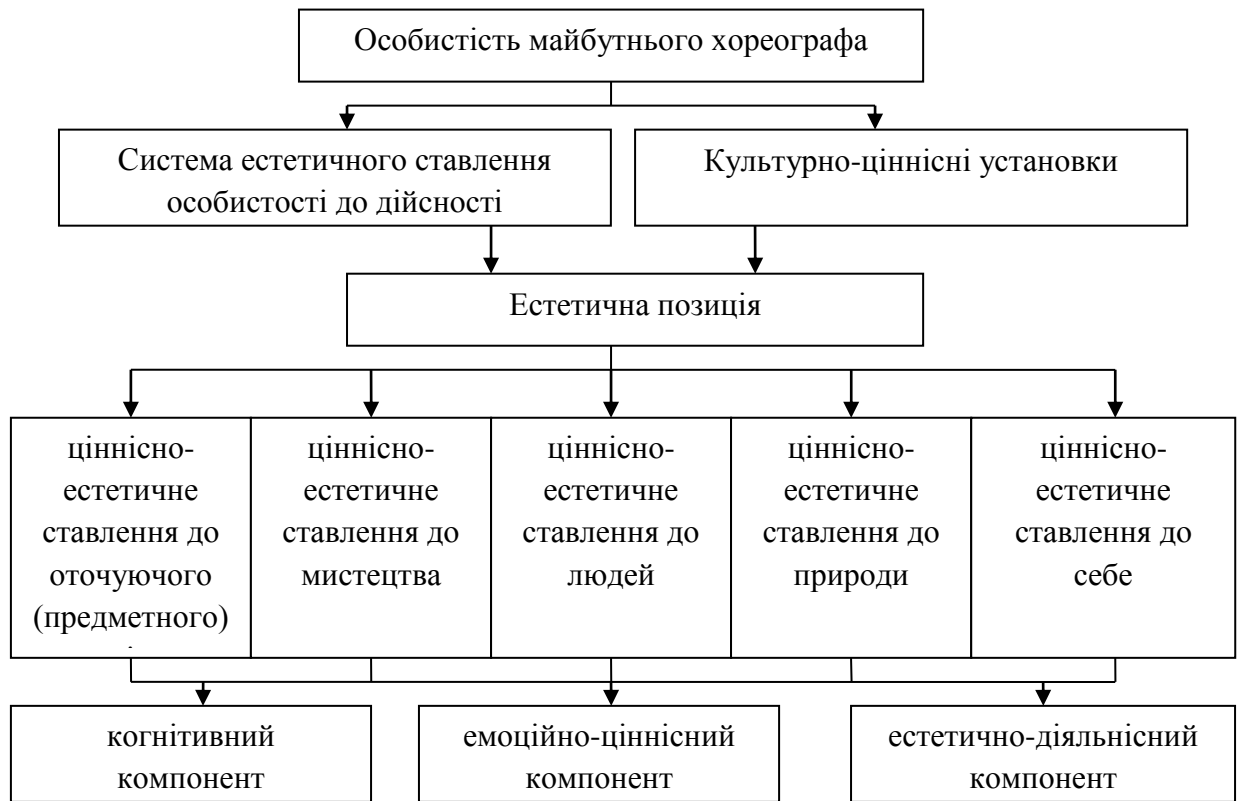 Особистість майбутнього хореографа
Система естетичного ставлення
особистості до дійсності
Культурно-ціннісні установки
Естетична позиція
ціннісно-
естетичне
ставлення до
оточуючого
(предметного)
ціннісно-
естетичне
ставлення до
мистецтва
ціннісно-
естетичне
ставлення до
людей
ціннісно-
естетичне
ставлення до
природи
ціннісно-
естетичне
ставлення до
себе
когнітивний
компонент
емоційно-ціннісний
компонент
естетично-діяльнісний
компонент